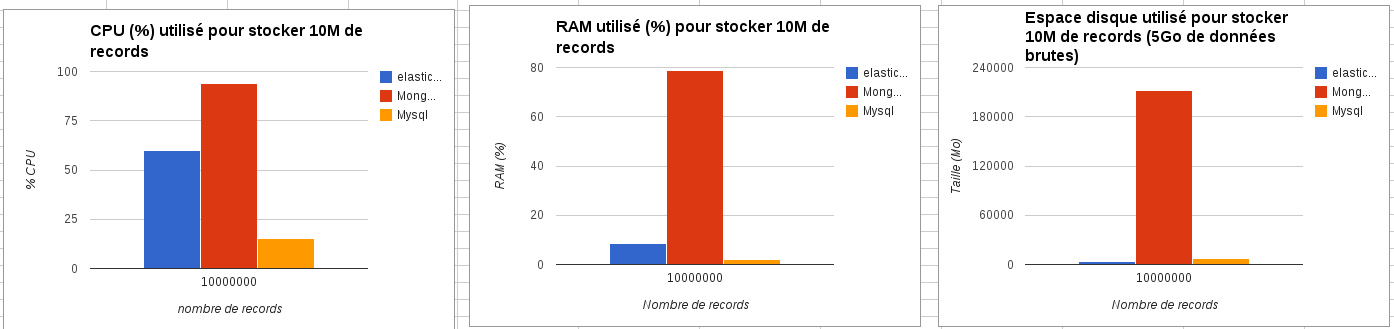 CPU (%) utilisé pour stocker 10M de
records
100
75
50
25
0
% CPU
10000000
nombre de records
elastic...
Mong...
Mysql
RAM utilisé (%) pour stocker 10M de
records
80
60
40
20
0
RAM (%)
10000000
Nombre de records
elastic...
Mong...
Mysql
Espace disque utilisé pour stocker
10M de records (5Go de données
brutes)
240000
180000
120000
60000
0
Taille (Mo)
10000000
Nombre de records
elastic...
Mong...
Mysql